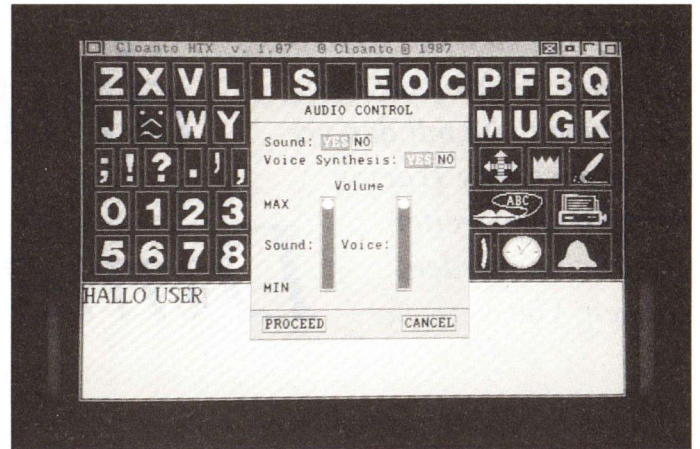 Cloanto HTX v. 1.07 © Cloanto @ 1987
Z X V L I S E O C P F B Q
J W Y M U G K
; ! ? . ' ,
0 1 2 3
5 6 7 8
AUDIO CONTROL
Sound: YES NO
Voice Synthesis: YES NO
Volume
MAX
Sound: Voice:
MIN
PROCEED CANCEL
ABC
HALLO USER